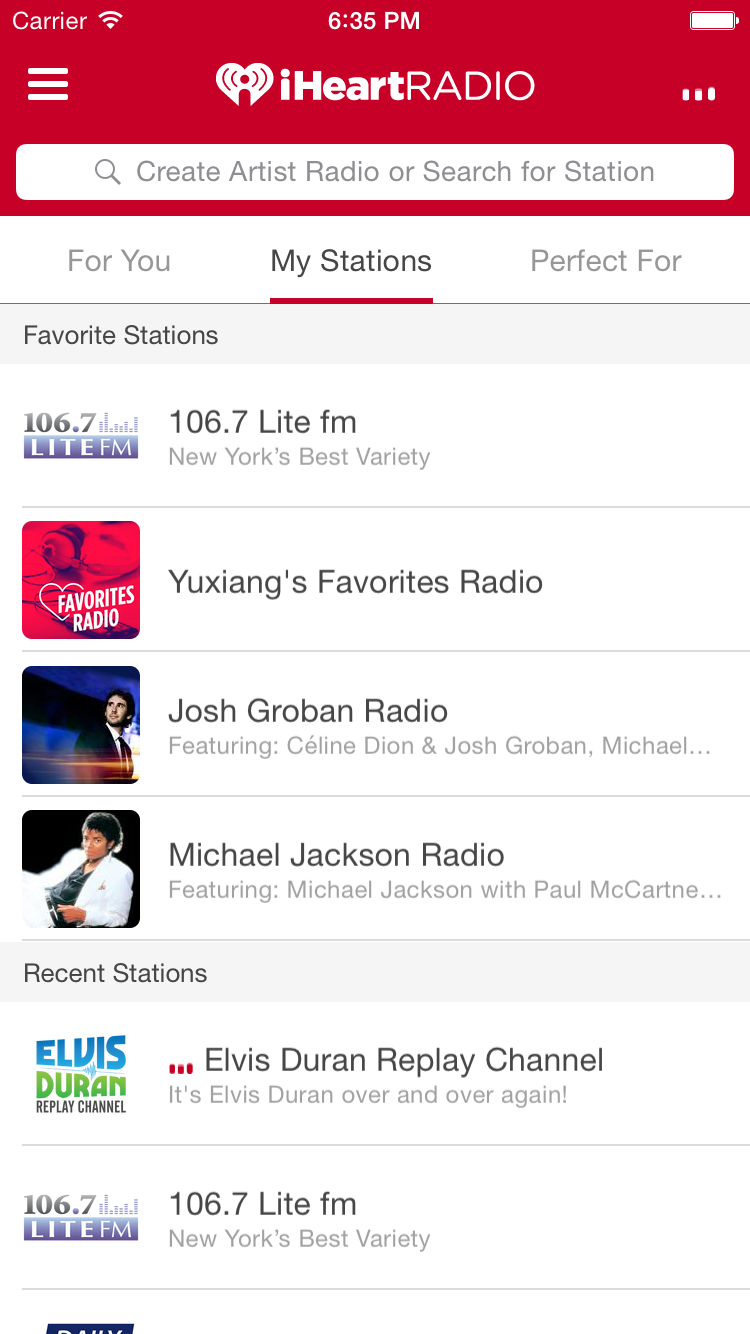 Carrier 6:35 PM
iHeartRADIO
Create Artist Radio or Search for Station
For You My Stations Perfect For
Favorite Stations
106.7
LITE FM
106.7 Lite fm
New York’s Best Variety
FAVORITES
RADIO
Yuxiang's Favorites Radio
Josh Groban Radio
Featuring: Céline Dion & Josh Groban, Michael…
Michael Jackson Radio
Featuring: Michael Jackson with Paul McCartne…
Recent Stations
ELVIS
DURAN
REPLAY CHANNEL
Elvis Duran Replay Channel
It's Elvis Duran over and over again!
106.7
LITE FM
106.7 Lite fm
New York’s Best Variety